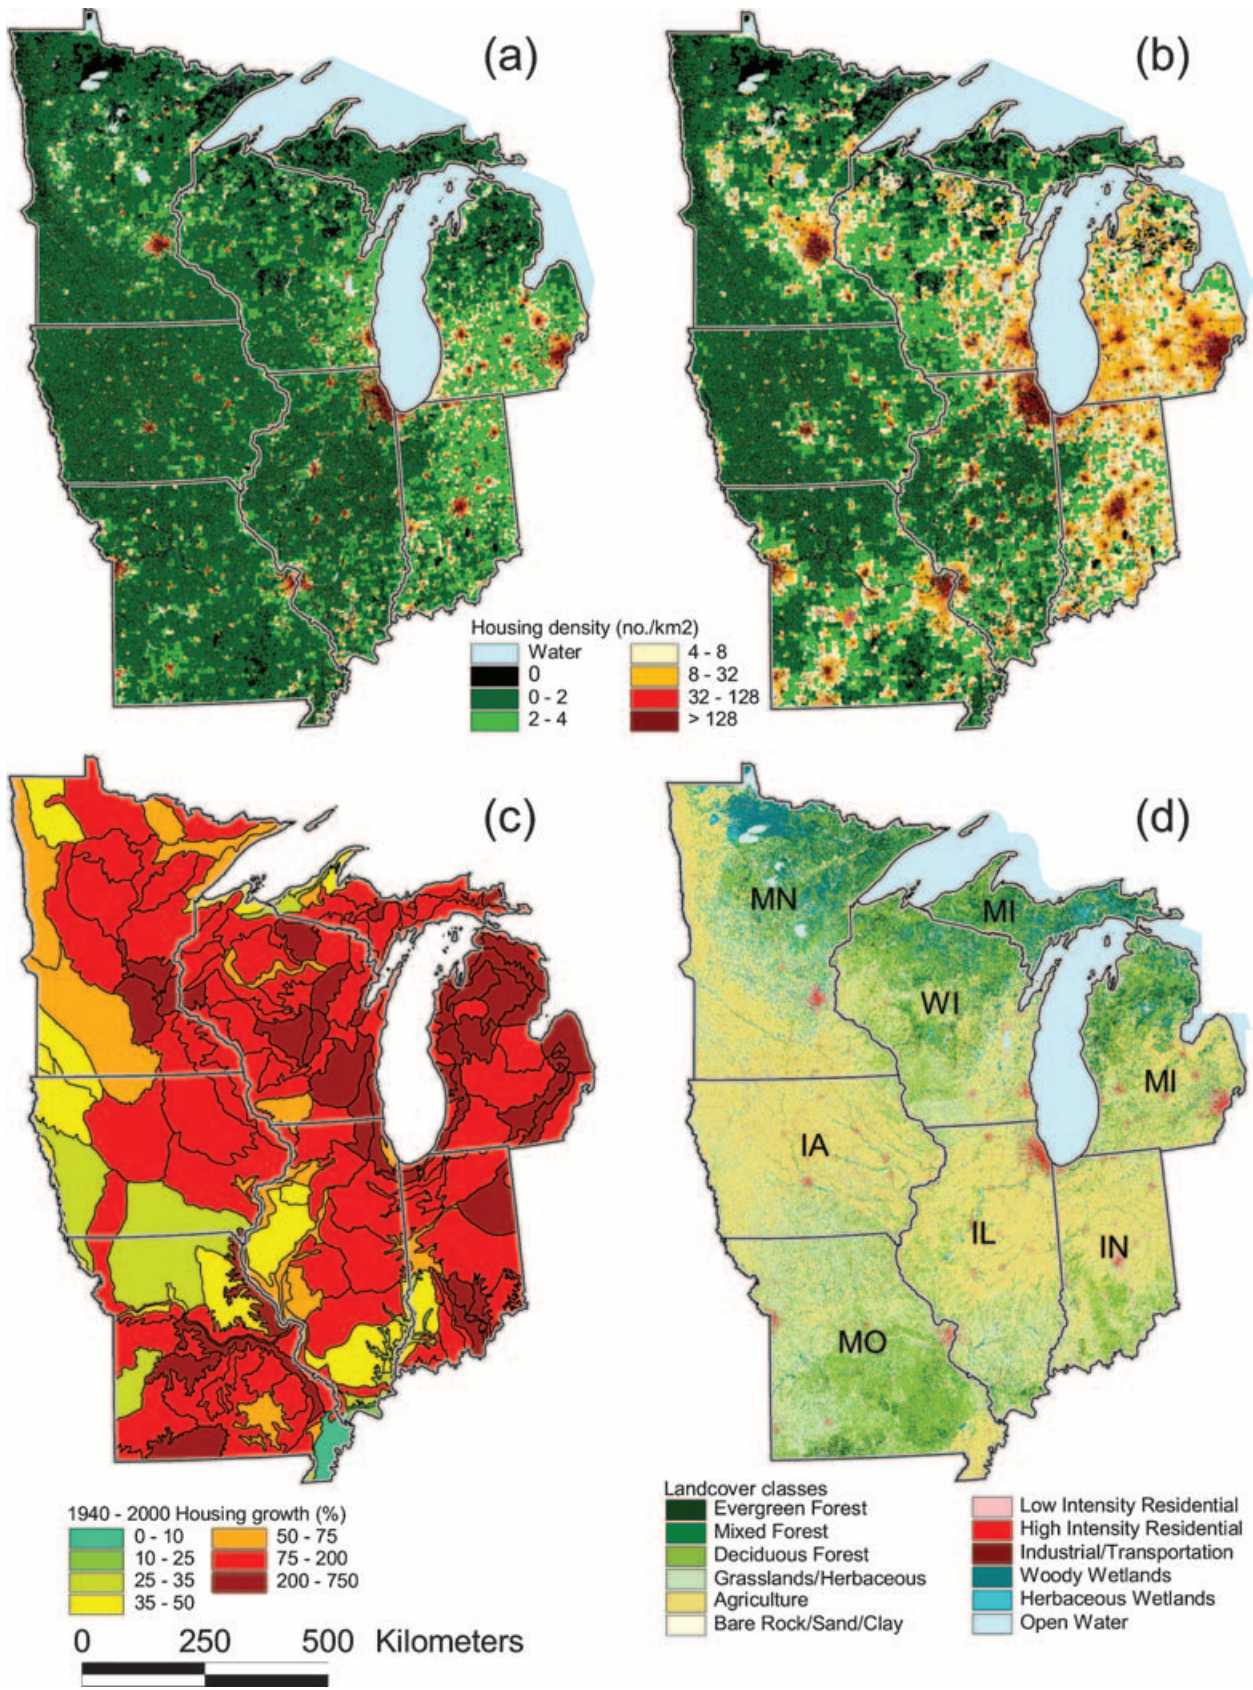 (a)
(b)
Housing density (no./km2)
Water
0
0 - 2
2 - 4
4 - 8
8 - 32
32 - 128
> 128
(c)
(d)
MN
MI
WI
MI
IA
IL
IN
MO
1940 - 2000 Housing growth (%)
0 - 10
10 - 25
25 - 35
35 - 50
50 - 75
75 - 200
200 - 750
0 250 500 Kilometers
Landcover classes
Evergreen Forest
Mixed Forest
Deciduous Forest
Grasslands/Herbaceous
Agriculture
Bare Rock/Sand/Clay
Low Intensity Residential
High Intensity Residential
Industrial/Transportation
Woody Wetlands
Herbaceous Wetlands
Open Water